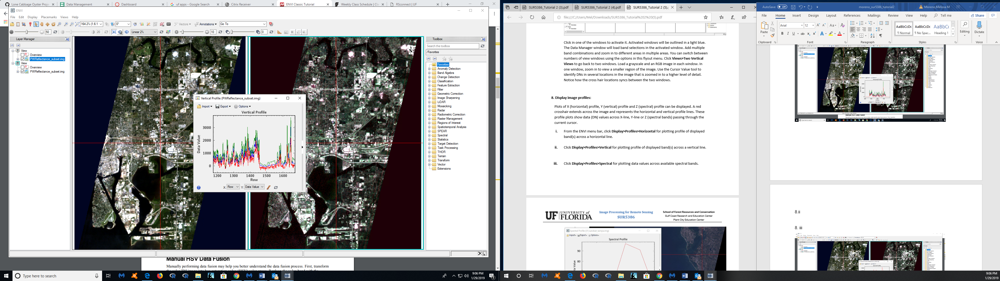 Lone Cabbage Oyster Proje
Data Management
Dashboard
uf apps - Google Search
Citrix Receiver
ENVI Classic Tutorial
Weekly Class Schedule | Cla
RSconnect | UF
ENVI
File Edit Display Placemarks Views Help
164.2% (1.6:1
0°
Vectors
Annotations
Go To
50
20
Linear 2%
10
0
Layer Manager
View
Overview
PWReflectance_subset.img
View
Overview
PWReflectance_subset.img
N
N
Vertical Profile (PWReflectance_subset.img)
Import Export Options
Vertical Profile
Data Value
3000
2000
1000
0
1200 1300 1400 1500 1600
Row
X: Row Y: Data Value
Toolbox
Search the toolbox
/Favorites
Favorites
Anomaly Detection
Band Algebra
Change Detection
Classification
Feature Extraction
Filter
Geometric Correction
Image Sharpening
LiDAR
Mosaicking
Radar
Radiometric Correction
Raster Management
Regions of Interest
Spatiotemporal Analysis
SPEAR
Spectral
Statistics
Target Detection
Task Processing
THOR
Terrain
Transform
Vector
Extensions
Manual HSV Data Fusion
Manually performing data fusion may help you better understand the data fusion process. First, transform
Type here to search
9:06 PM
1/29/2019
SUR5386_Tutorial 2 (3).pdf
SUR5386_Tutorial 2 (4).pdf
SUR5386_Tutorial 2 (5).
file:///C:/Users/Mel/Downloads/SUR5386_Tutorial%202%20(5).pdf
Click in one of the windows to activate it. Activated windows will be outlined in a light blue.
The Data Manager window will load band selections in the activated window. Add multiple
band combinations and zoom in to different areas in multiple areas. You can switch between
numbers of view windows using the options in this flyout menu. Click Views>Two Vertical
Views to go back to two windows. Load a grayscale and an RGB image in each window. In
one window, zoom in to view a smaller region of the image. Use the Cursor Value tool to
identify DNs in several locations in the image that is zoomed in to a higher level of detail.
Notice how the cross hair locations syncs between the two windows.
8. Display image profiles:
Plots of X (horizontal) profile, Y (vertical) profile and Z (spectral) profile can be displayed. A red
crosshair extends across the image and represents the horizontal and vertical profile lines. These
profile plots show data (DN) values across X-line, Y-line or Z (spectral bands) passing through the
current cursor.
i. From the ENVI menu bar, click Display>Profiles>Horizontal for plotting profile of displayed
band(s) across a horizontal line.
ii. Click Display>Profiles>Vertical for plotting profile of displayed band(s) across a vertical line.
iii. Click Display>Profiles>Spectral for plotting data values across available spectral bands.
UF UNIVERSITY of FLORIDA
Image Processing for Remote Sensing
SUR5386
School of Forest Resources and Conservation
Gulf Coast Research and Education Center
Plant City Education Center
Spectral Profile ([1] Landsat_tampa.img)
Import Export Options
Spectral Profile
90
80
9:06 PM
1/29/2019
AutoSave Off
moreno_sur5386_tutorial2
Moreno,Melissa M
File Home Insert Design Layout References Mailings Review View Help Tell me
Share
Paste
Clipboard
Arial 12
Font
Paragraph
AaBbCcDc AaBbCcDc AaBbCc
¶ Normal ¶ No Spac... Heading 1
Styles
Editing
Dictate
Voice
8.ii
8. iii